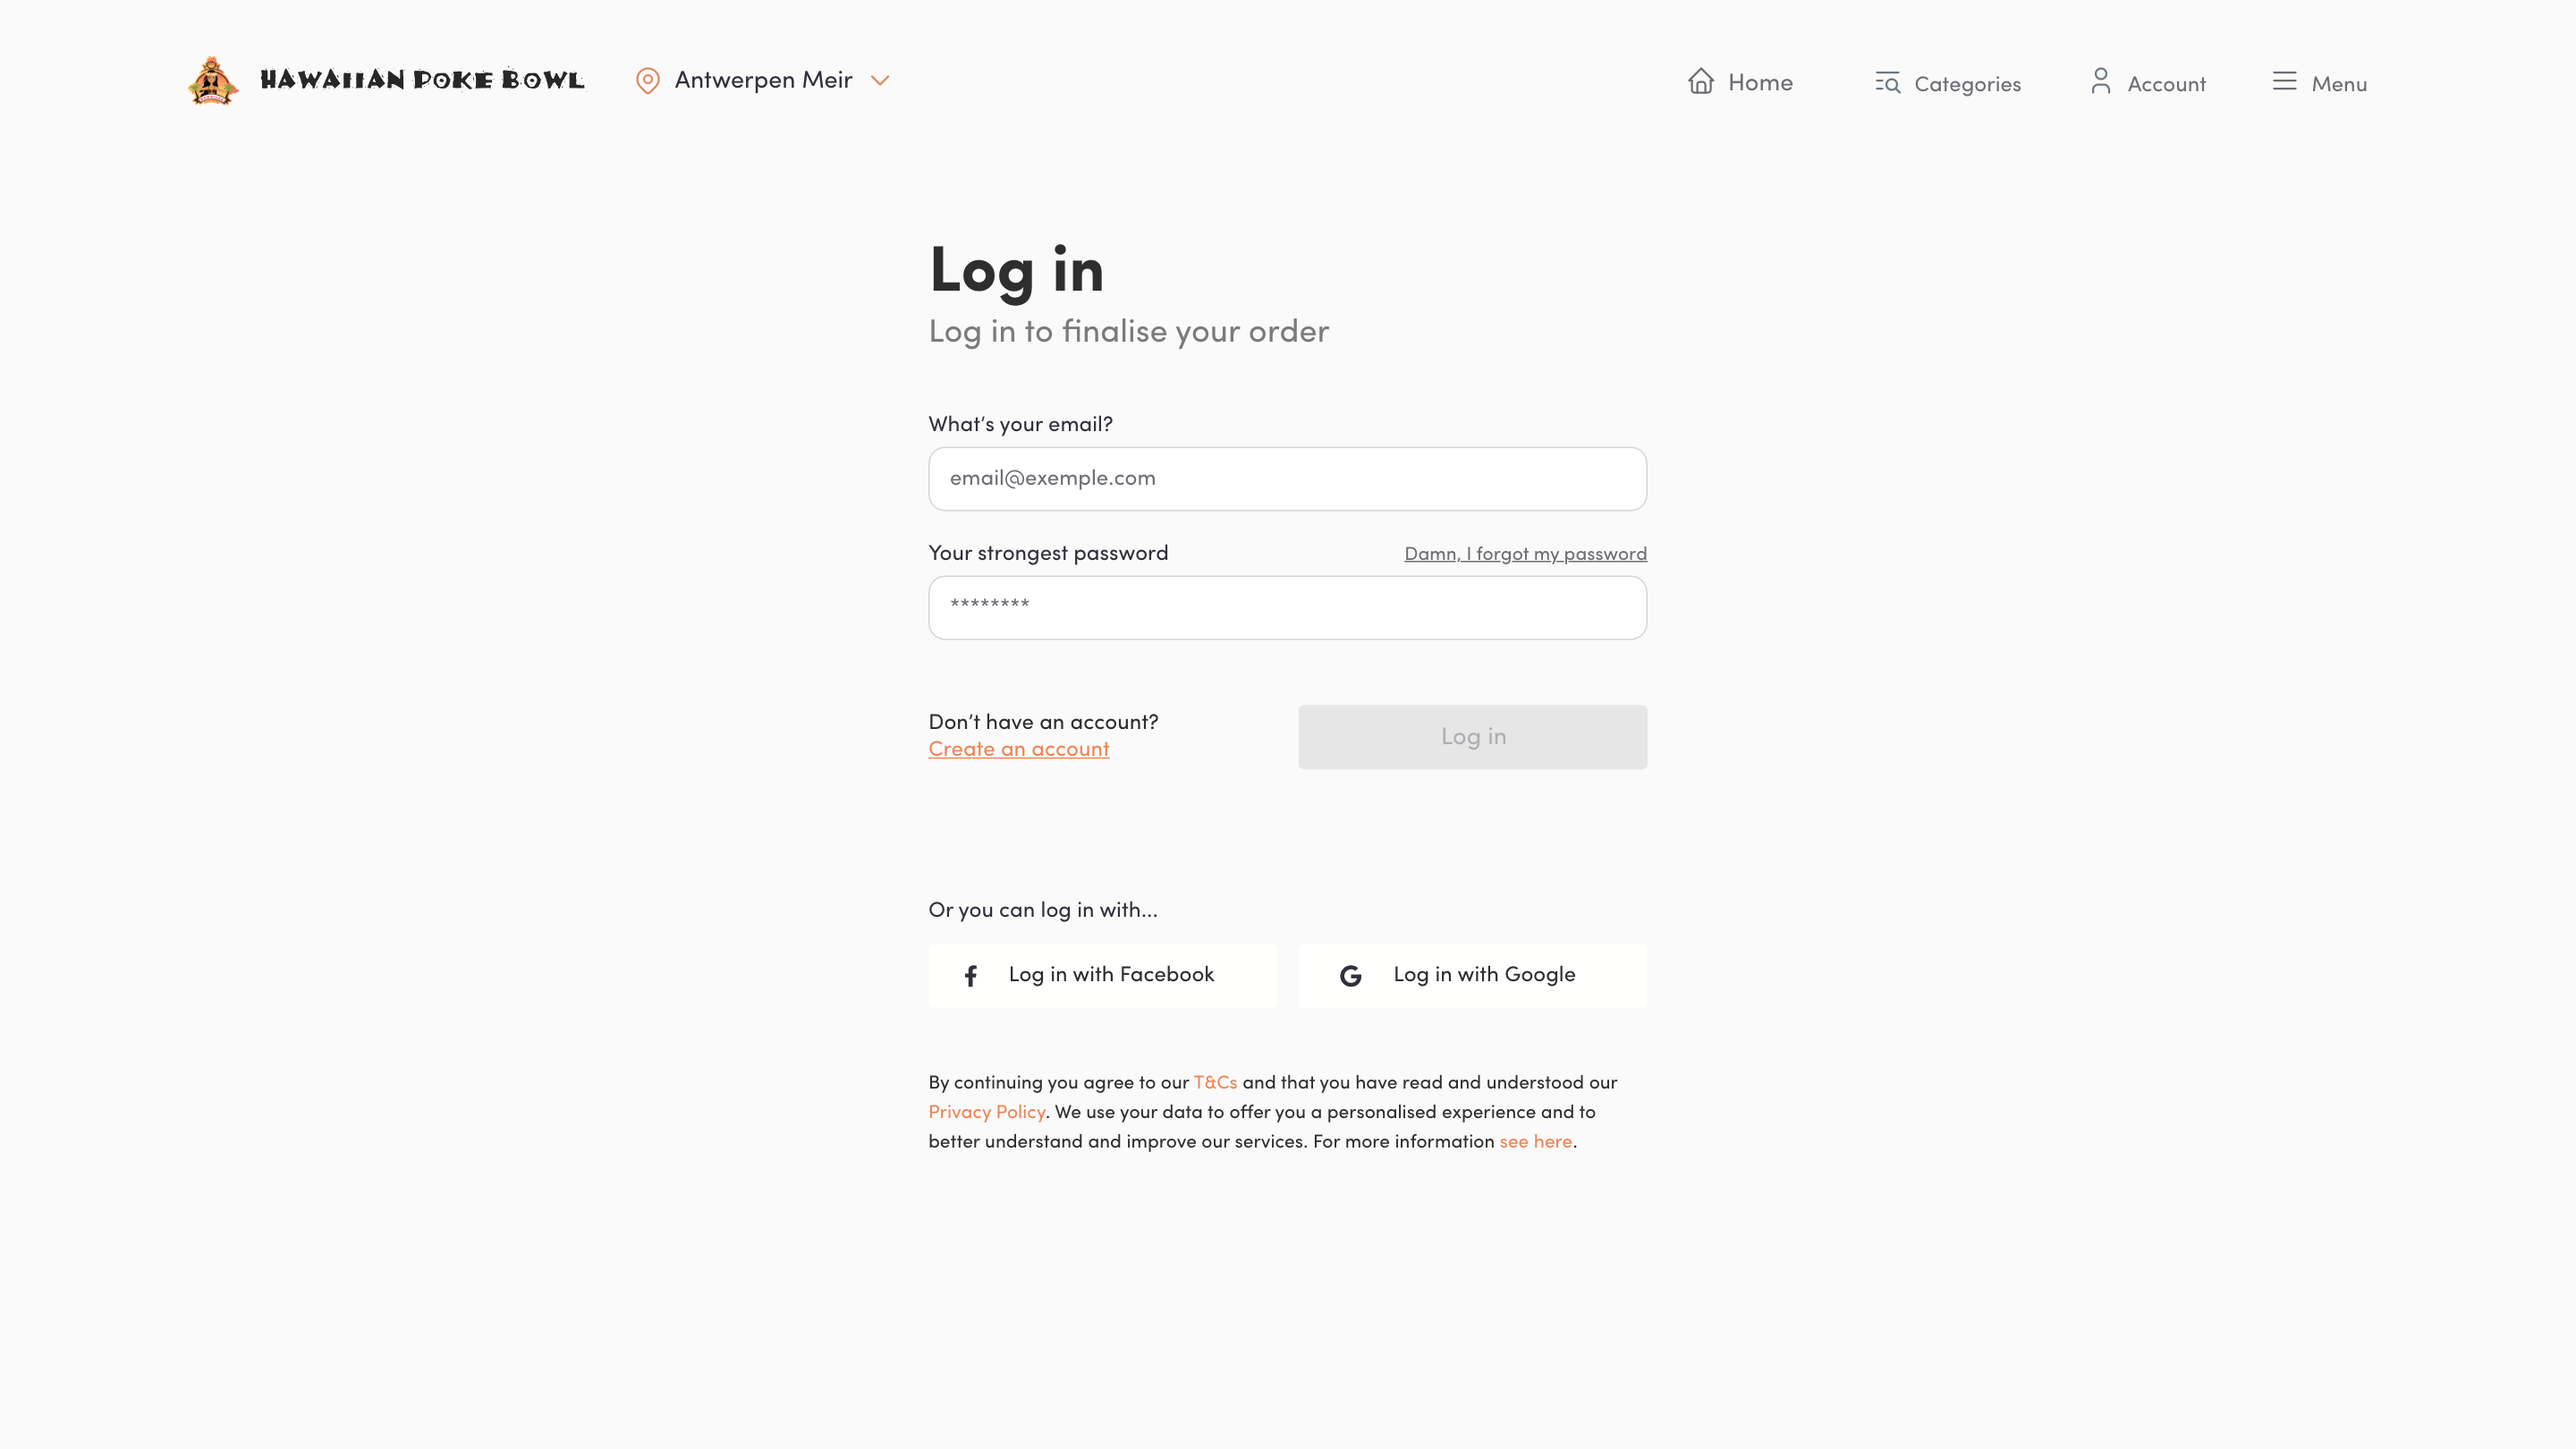 HAWAIIAN POKE BOWL
Antwerpen Meir
Home
Categories
Account
Menu
Log in
Log in to finalise your order
What's your email?
email@exemple.com
Your strongest password
Damn, I forgot my password
********
Don't have an account?
Create an account
Log in
Or you can log in with...
Log in with Facebook
Log in with Google
By continuing you agree to our T&Cs and that you have read and understood our
Privacy Policy. We use your data to offer you a personalised experience and to
better understand and improve our services. For more information see here.